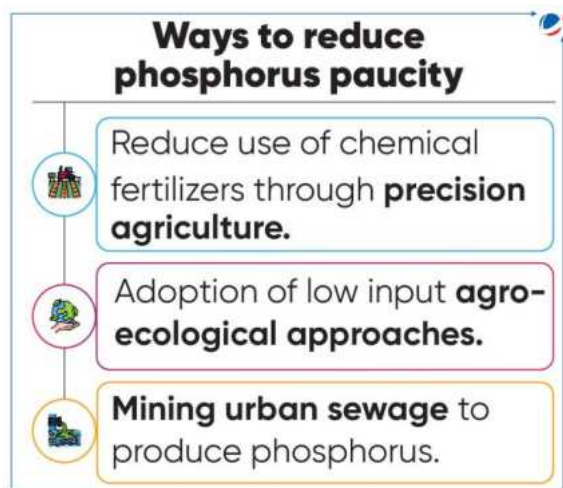 Ways to reduce
phosphorus paucity
Reduce use of chemical
fertilizers through precision
agriculture.
Adoption of low input agro-
ecological approaches.
Mining urban sewage to
produce phosphorus.